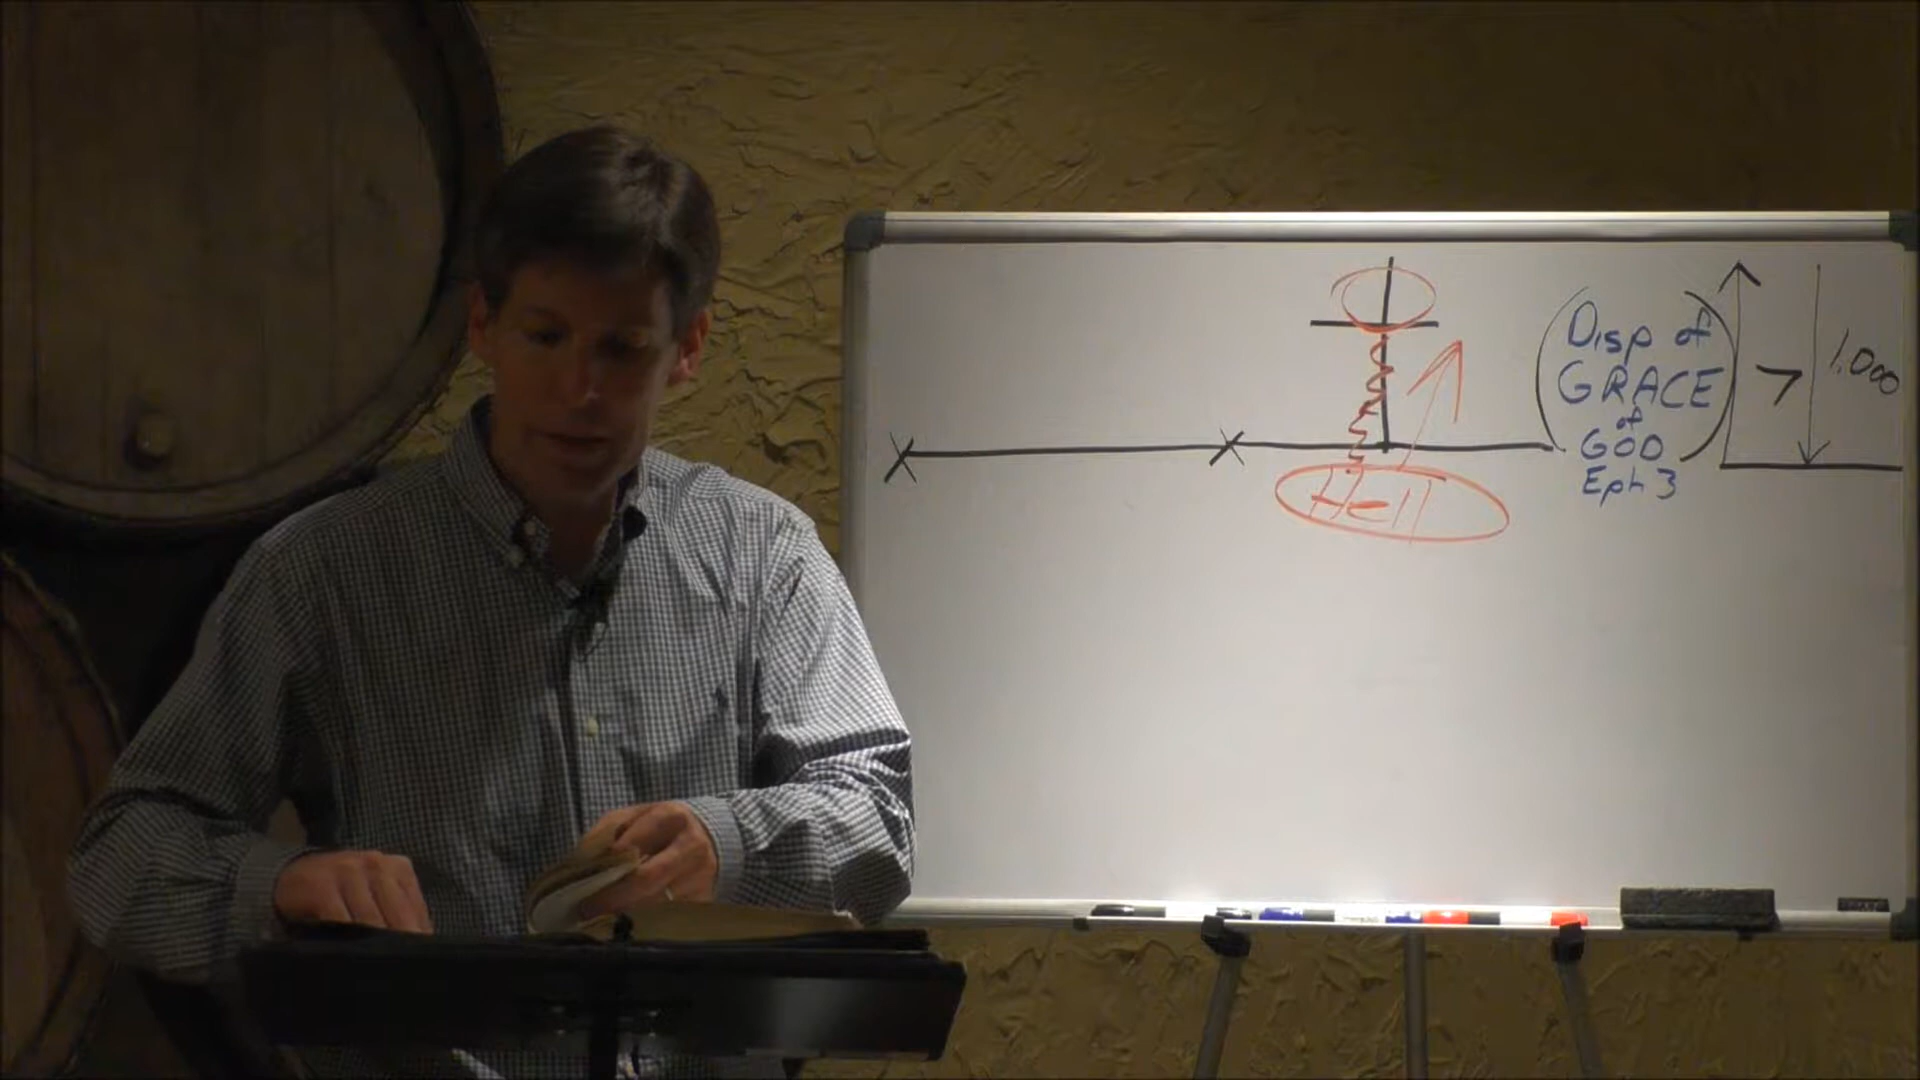 Disp of
GRACE
of
GOD
Eph 3
7
1,000
Hell